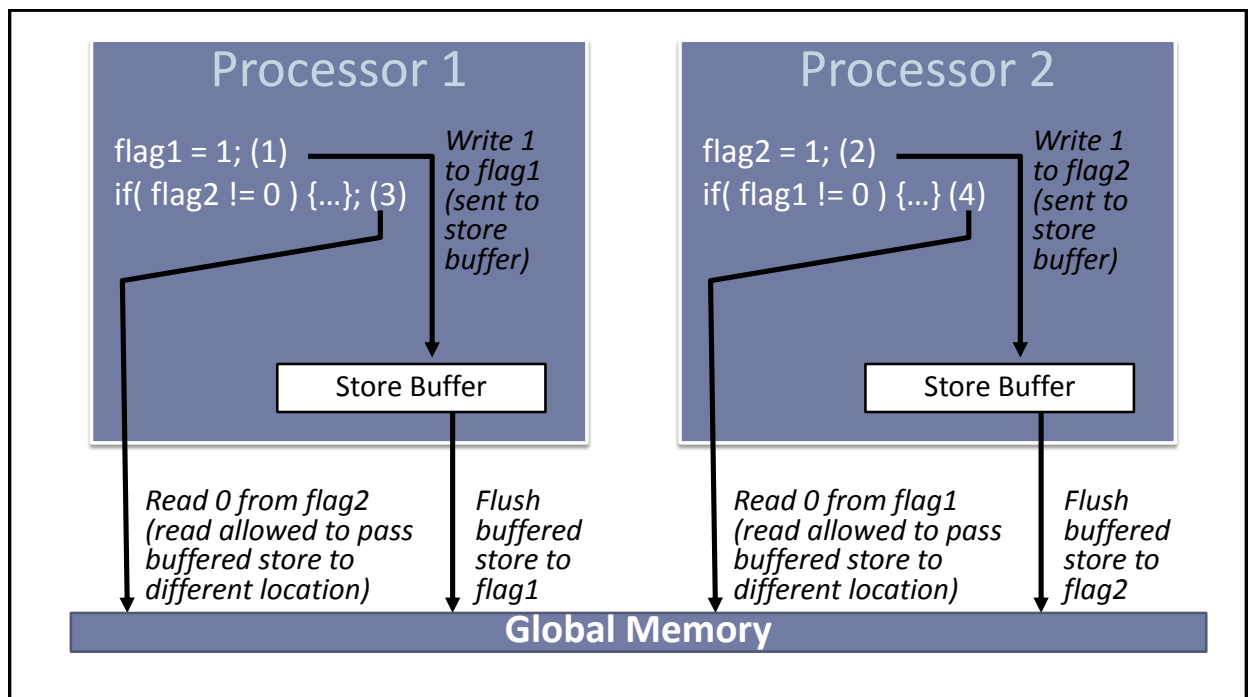 Processor 1
flag1 = 1; (1)
if( flag2 != 0 ) {…}; (3)
Write 1
to flag1
(sent to
store
buffer)
Store Buffer
Read 0 from flag2
(read allowed to pass
buffered store to
different location)
Flush
buffered
store to
flag1
Processor 2
flag2 = 1; (2)
if( flag1 != 0 ) {…} (4)
Write 1
to flag2
(sent to
store
buffer)
Store Buffer
Read 0 from flag1
(read allowed to pass
buffered store to
different location)
Flush
buffered
store to
flag2
Global Memory